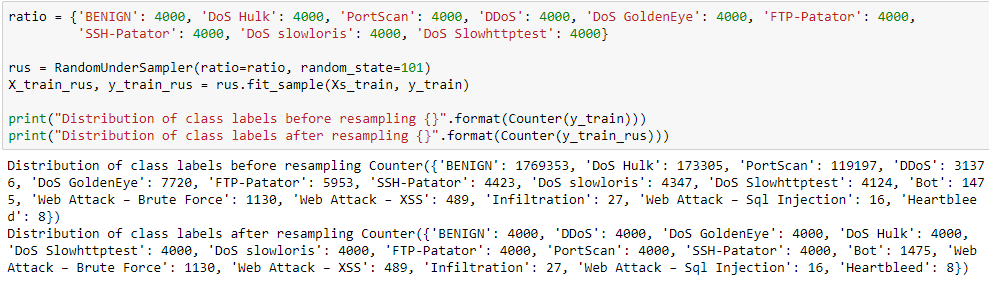 ratio = {'BENIGN': 4000, 'DoS Hulk': 4000, 'PortScan': 4000, 'DDoS': 4000, 'DoS GoldenEye': 4000, 'FTP-Patator': 4000,
'SSH-Patator': 4000, 'DoS slowloris': 4000, 'DoS Slowhttptest': 4000}
rus = RandomUnderSampler(ratio=ratio, random_state=101)
X_train_rus, y_train_rus = rus.fit_sample(Xs_train, y_train)
print("Distribution of class labels before resampling {}".format(Counter(y_train)))
print("Distribution of class labels after resampling {}".format(Counter(y_train_rus)))
Distribution of class labels before resampling Counter({'BENIGN': 1769353, 'DoS Hulk': 173305, 'PortScan': 119197, 'DDoS': 3137
6, 'DoS GoldenEye': 7720, 'FTP-Patator': 5953, 'SSH-Patator': 4423, 'DoS slowloris': 4347, 'DoS Slowhttptest': 4124, 'Bot': 147
5, 'Web Attack – Brute Force': 1130, 'Web Attack – XSS': 489, 'Infiltration': 27, 'Web Attack – Sql Injection': 16, 'Heartblee
d': 8})
Distribution of class labels after resampling Counter({'BENIGN': 4000, 'DDoS': 4000, 'DoS GoldenEye': 4000, 'DoS Hulk': 4000,
'DoS Slowhttptest': 4000, 'DoS slowloris': 4000, 'FTP-Patator': 4000, 'PortScan': 4000, 'SSH-Patator': 4000, 'Bot': 1475, 'Web
Attack – Brute Force': 1130, 'Web Attack – XSS': 489, 'Infiltration': 27, 'Web Attack – Sql Injection': 16, 'Heartbleed': 8})